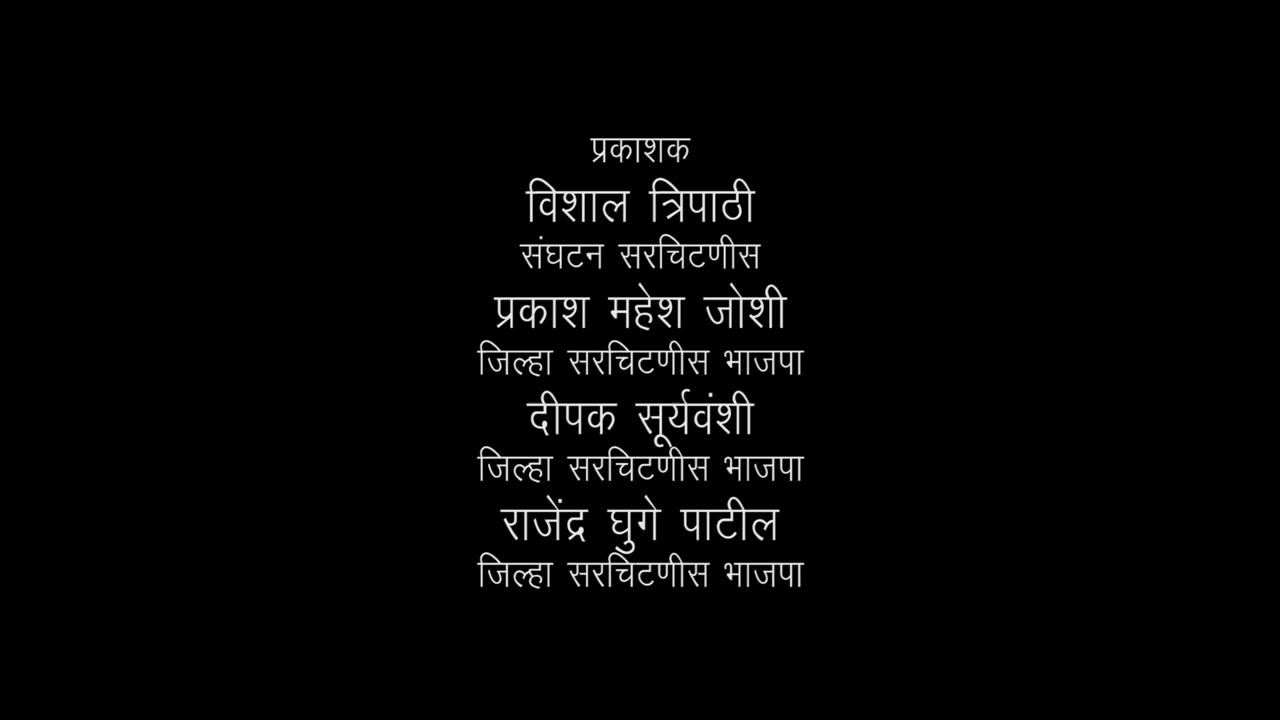 प्रकाशक
विशाल त्रिपाठी
संघटन सरचिटणीस
प्रकाश महेश जोशी
जिल्हा सरचिटणीस भाजपा
दीपक सूर्यवंशी
जिल्हा सरचिटणीस भाजपा
राजेंद्र घुगे पाटील
जिल्हा सरचिटणीस भाजपा